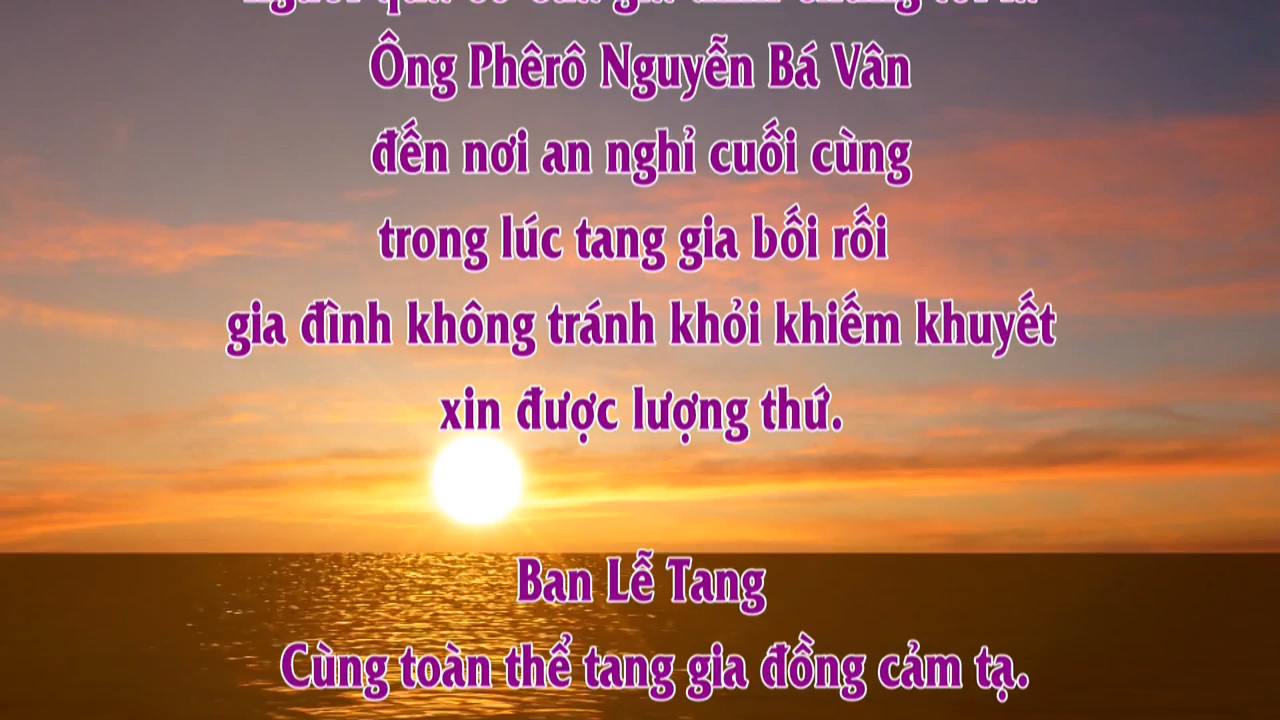 Ông Phêrô Nguyễn Bá Vân
đến nơi an nghỉ cuối cùng
trong lúc tang gia bối rối
gia đình không tránh khỏi khiếm khuyết
xin được lượng thứ.
Ban Lễ Tang
Cùng toàn thể tang gia đồng cảm tạ.